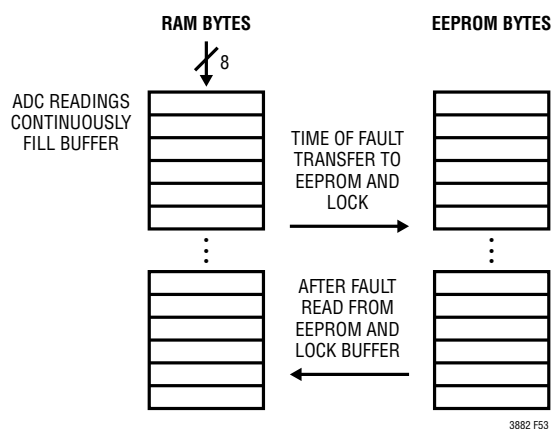 RAM BYTES
EEPROM BYTES
8
ADC READINGS
CONTINUOUSLY
FILL BUFFER
TIME OF FAULT
TRANSFER TO
EEPROM AND
LOCK
AFTER FAULT
READ FROM
EEPROM AND
LOCK BUFFER
3882 F53